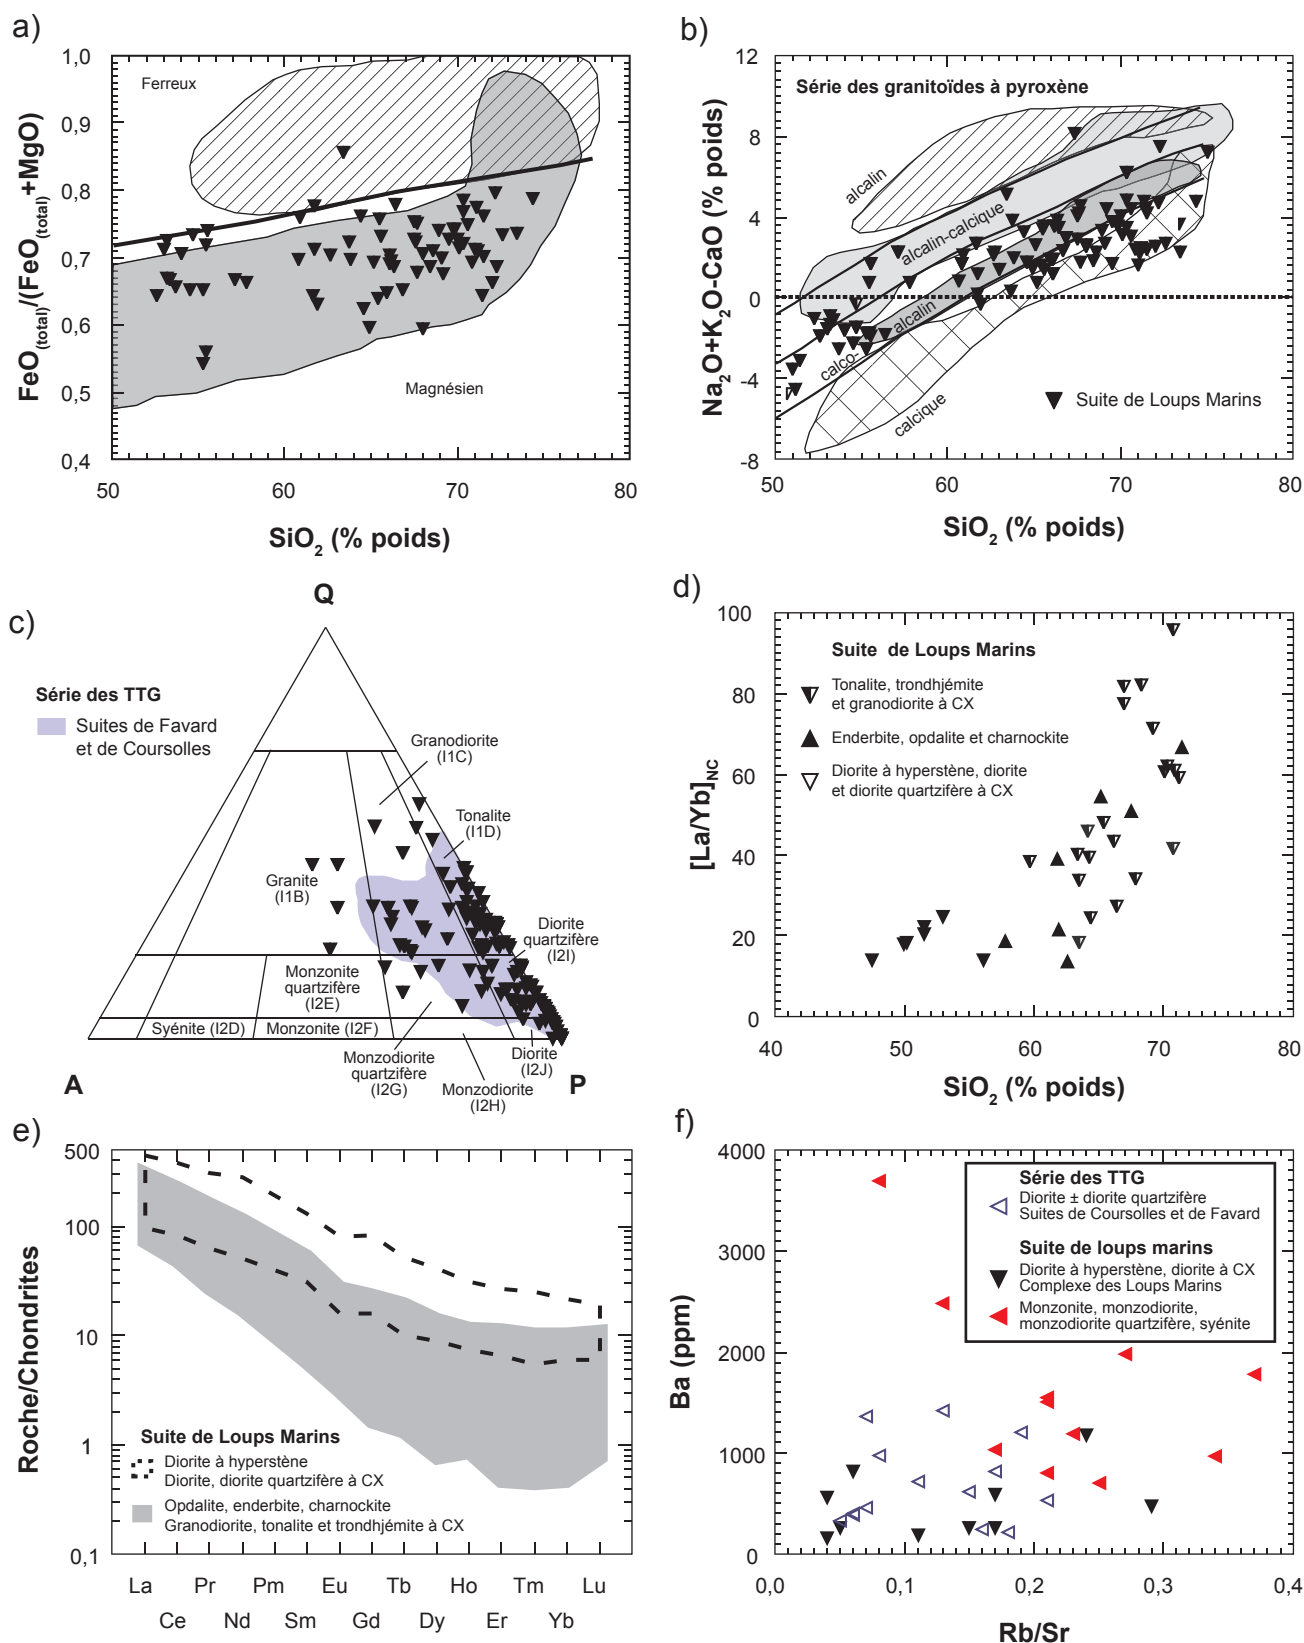 a)
FeO(total)/(FeO(total)+MgO)
1,0
0,9
0,8
0,7
0,6
0,5
0,4
Ferreux
Magnésien
50
60
70
80
SiO2 (% poids)
b)
Na2O+K2O-CaO (% poids)
12
8
4
0
-4
-8
Série des granitoïdes à pyroxène
alcalin
alcalin-calcique
calco-
alcalin
calcique
Suite de Loups Marins
50
60
70
80
SiO2 (% poids)
c)
Q
Série des TTG
Suites de Favard
et de Coursolles
Granodiorite
(I1C)
Tonalite
(I1D)
Granite
(I1B)
Diorite
quartzifère
(I2I)
Monzonite
quartzifère
(I2E)
Syénite (I2D)
Monzonite (I2F)
Monzodiorite
quartzifère
(I2G)
Monzodiorite
(I2H)
Diorite
(I2J)
A
P
d)
[La/Yb]NC
100
80
60
40
20
0
Suite de Loups Marins
Tonalite, trondhjémite
et granodiorite à CX
Enderbite, opdalite et charnockite
Diorite à hyperstène, diorite
et diorite quartzifère à CX
40
50
60
70
80
SiO2 (% poids)
e)
Roche/Chondrites
500
100
10
1
0,1
Suite de Loups Marins
Diorite à hyperstène
Diorite, diorite quartzifère à CX
Opdalite, enderbite, charnockite
Granodiorite, tonalite et trondhjémite à CX
La Pr Pm Eu Tb Ho Tm Lu
Ce Nd Sm Gd Dy Er Yb
f)
Ba (ppm)
4000
3000
2000
1000
0
Série des TTG
Diorite ± diorite quartzifère
Suites de Coursolles et de Favard
Suite de loups marins
Diorite à hyperstène, diorite à CX
Complexe des Loups Marins
Monzonite, monzodiorite,
monzodiorite quartzifère, syénite
0,0
0,1
0,2
0,3
0,4
Rb/Sr